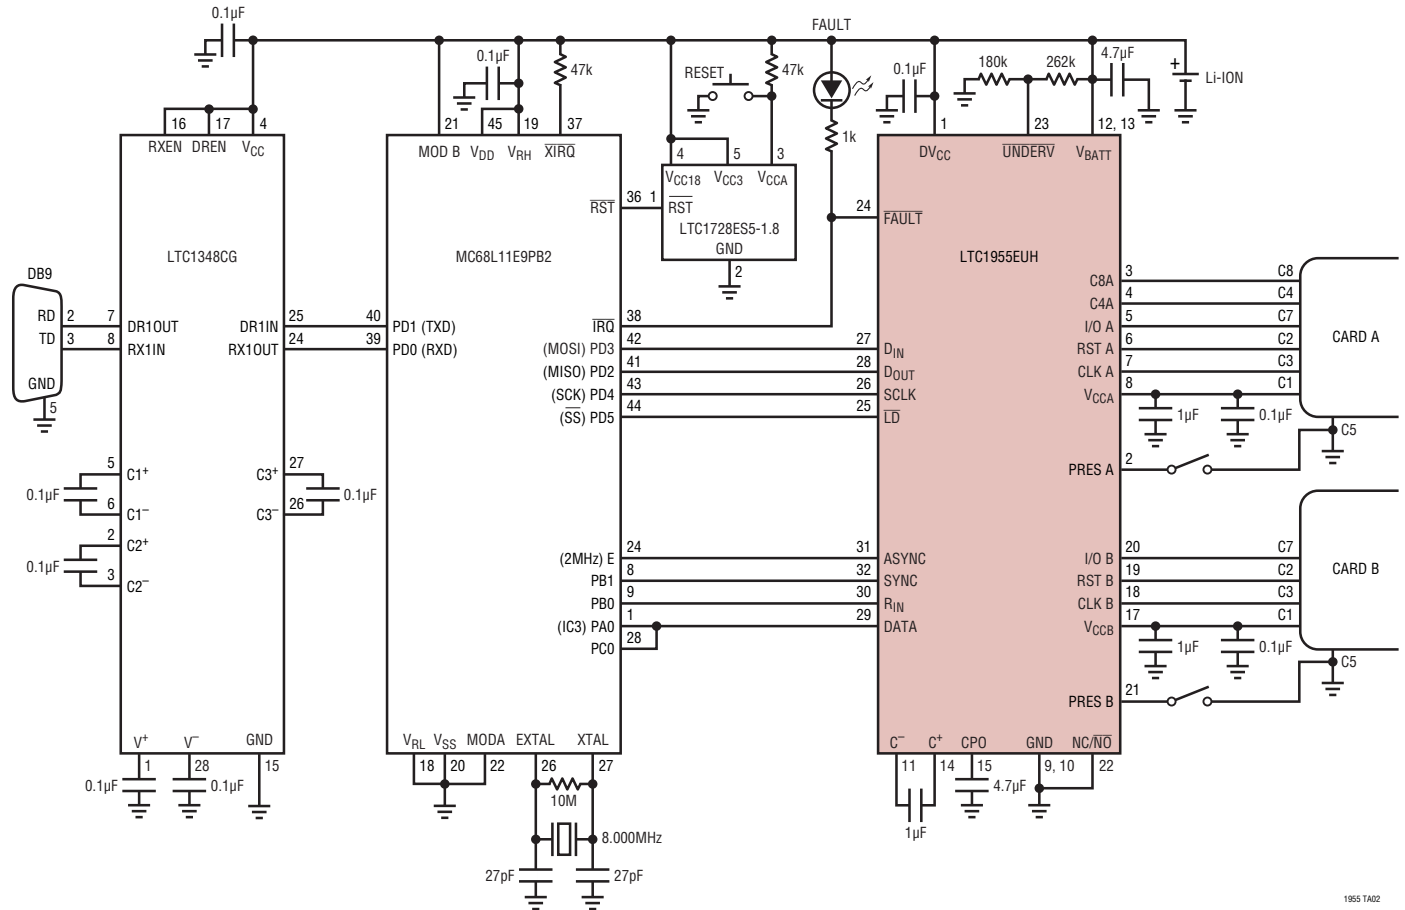 FAULT
0.1µF
0.1µF
47k
RESET
47k
0.1µF
180k
262k
4.7µF
+
Li-ION
1k
16
17
4
21
45
19
37
4
5
3
1
23
12, 13
RXEN
DREN
VCC
MOD B
VDD
VRH
X̅I̅R̅Q̅
VCC18
VCC3
VCCA
DVCC
U̅N̅D̅E̅R̅V̅
VBATT
R̅S̅T̅
36
1
R̅S̅T̅
24
F̅A̅U̅L̅T̅
LTC1728ES5-1.8
GND
2
LTC1348CG
MC68L11E9PB2
LTC1955EUH
DB9
C8A
3
C8
C4A
4
C4
RD
2
7
DR1OUT
DR1IN
25
40
PD1 (TXD)
I̅R̅Q̅
38
I/O A
5
C7
CARD A
TD
3
8
RX1IN
RX1OUT
24
39
PD0 (RXD)
(MOSI) PD3
42
27
DIN
RST A
6
C2
(MISO) PD2
41
28
DOUT
CLK A
7
C3
GND
5
(SCK) PD4
43
26
SCLK
VCCA
8
C1
(S̅S̅) PD5
44
25
L̅D̅
1µF
0.1µF
C5
PRES A
2
5
C1+
C3+
27
0.1µF
0.1µF
6
C1–
C3–
26
2
C2+
0.1µF
3
C2–
(2MHz) E
24
31
ASYNC
I/O B
20
C7
PB1
8
32
SYNC
RST B
19
C2
CARD B
PB0
9
30
RIN
CLK B
18
C3
(IC3) PA0
1
29
DATA
VCCB
17
C1
PC0
28
1µF
0.1µF
C5
PRES B
21
V+
V–
GND
VRL
VSS
MODA
EXTAL
XTAL
C–
C+
CPO
GND
NC/N̅O̅
1
28
15
18
20
22
26
27
11
14
15
9, 10
22
0.1µF
0.1µF
10M
4.7µF
1µF
8.000MHz
27pF
27pF
1955 TA02